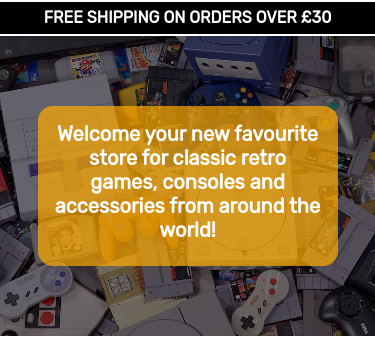 FREE SHIPPING ON ORDERS OVER £30
Welcome your new favourite
store for classic retro
games, consoles and
accessories from around the
world!